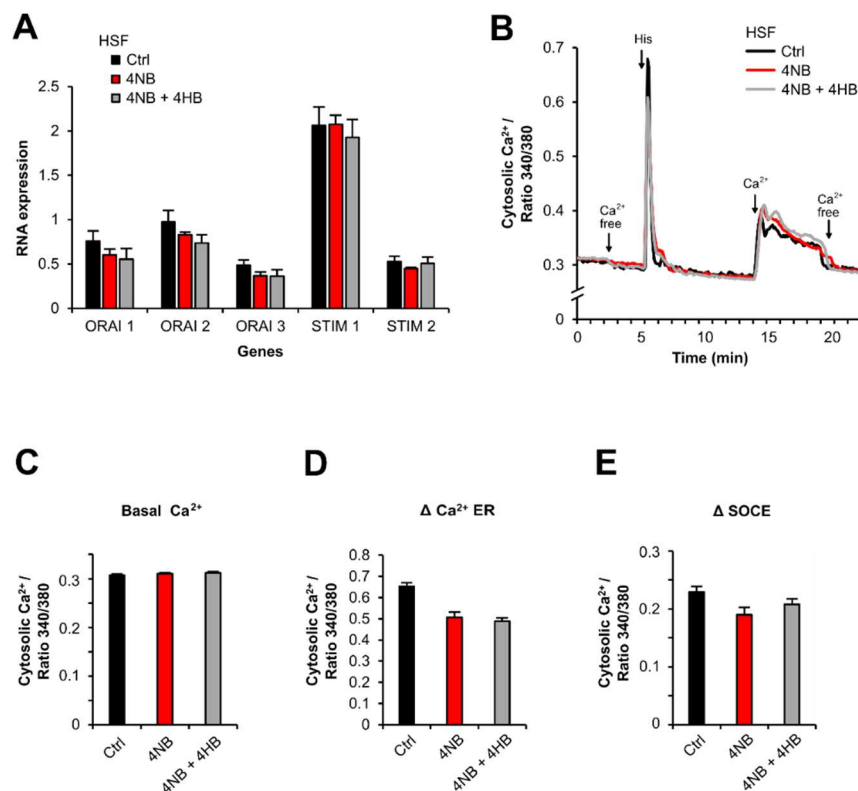 A
HSF
Ctrl
4NB
4NB + 4HB
RNA expression
2.5
2
1.5
1
0.5
0
ORAI 1 ORAI 2 ORAI 3 STIM 1 STIM 2
Genes
B
HSF
Ctrl
4NB
4NB + 4HB
His
Ca²⁺
free
Ca²⁺
Ca²⁺
free
Cytosolic Ca²⁺ /
Ratio 340/380
0.7
0.6
0.5
0.4
0.3
0
0 5 10 15 20
Time (min)
C
Basal Ca²⁺
Cytosolic Ca²⁺ /
Ratio 340/380
0.3
0.2
0.1
0
Ctrl
4NB
4NB + 4HB
D
Δ Ca²⁺ ER
Cytosolic Ca²⁺ /
Ratio 340/380
0.8
0.7
0.6
0.5
0.4
0.3
0.2
0.1
0
Ctrl
4NB
4NB + 4HB
E
Δ SOCE
Cytosolic Ca²⁺ /
Ratio 340/380
0.3
0.2
0.1
0
Ctrl
4NB
4NB + 4HB